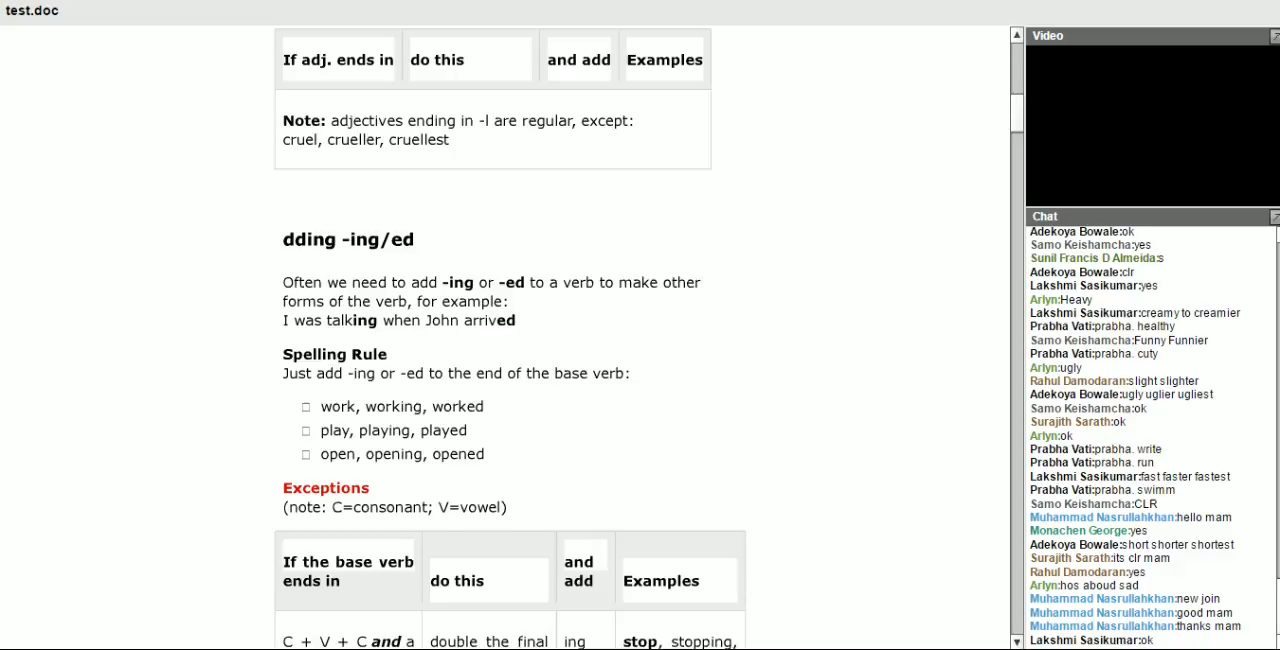 test.doc
If adj. ends in do this and add Examples
Note: adjectives ending in -l are regular, except:
cruel, crueller, cruellest
dding -ing/ed
Often we need to add -ing or -ed to a verb to make other
forms of the verb, for example:
I was talking when John arrived
Spelling Rule
Just add -ing or -ed to the end of the base verb:
work, working, worked
play, playing, played
open, opening, opened
Exceptions
(note: C=consonant; V=vowel)
If the base verb
ends in
do this
and
add
Examples
C + V + C and a double the final ing stop, stopping,
Video
Chat
Adekoya Bowale:ok
Samo Keishamcha:yes
Sunil Francis D Almeida:s
Adekoya Bowale:clr
Lakshmi Sasikumar:yes
Arlyn:Heavy
Lakshmi Sasikumar:creamy to creamier
Prabha Vati:prabha. healthy
Samo Keishamcha:Funny Funnier
Prabha Vati:prabha. cuty
Arlyn:ugly
Rahul Damodaran:slight slighter
Adekoya Bowale:ugly uglier ugliest
Samo Keishamcha:ok
Surajith Sarath:ok
Arlyn:ok
Prabha Vati:prabha. write
Prabha Vati:prabha. run
Lakshmi Sasikumar:fast faster fastest
Prabha Vati:prabha. swimm
Samo Keishamcha:CLR
Muhammad Nasrullahkhan:hello mam
Monachen George:yes
Adekoya Bowale:short shorter shortest
Surajith Sarath:its clr mam
Rahul Damodaran:yes
Arlyn:hos aboud sad
Muhammad Nasrullahkhan:new join
Muhammad Nasrullahkhan:good mam
Muhammad Nasrullahkhan:thanks mam
Lakshmi Sasikumar:ok